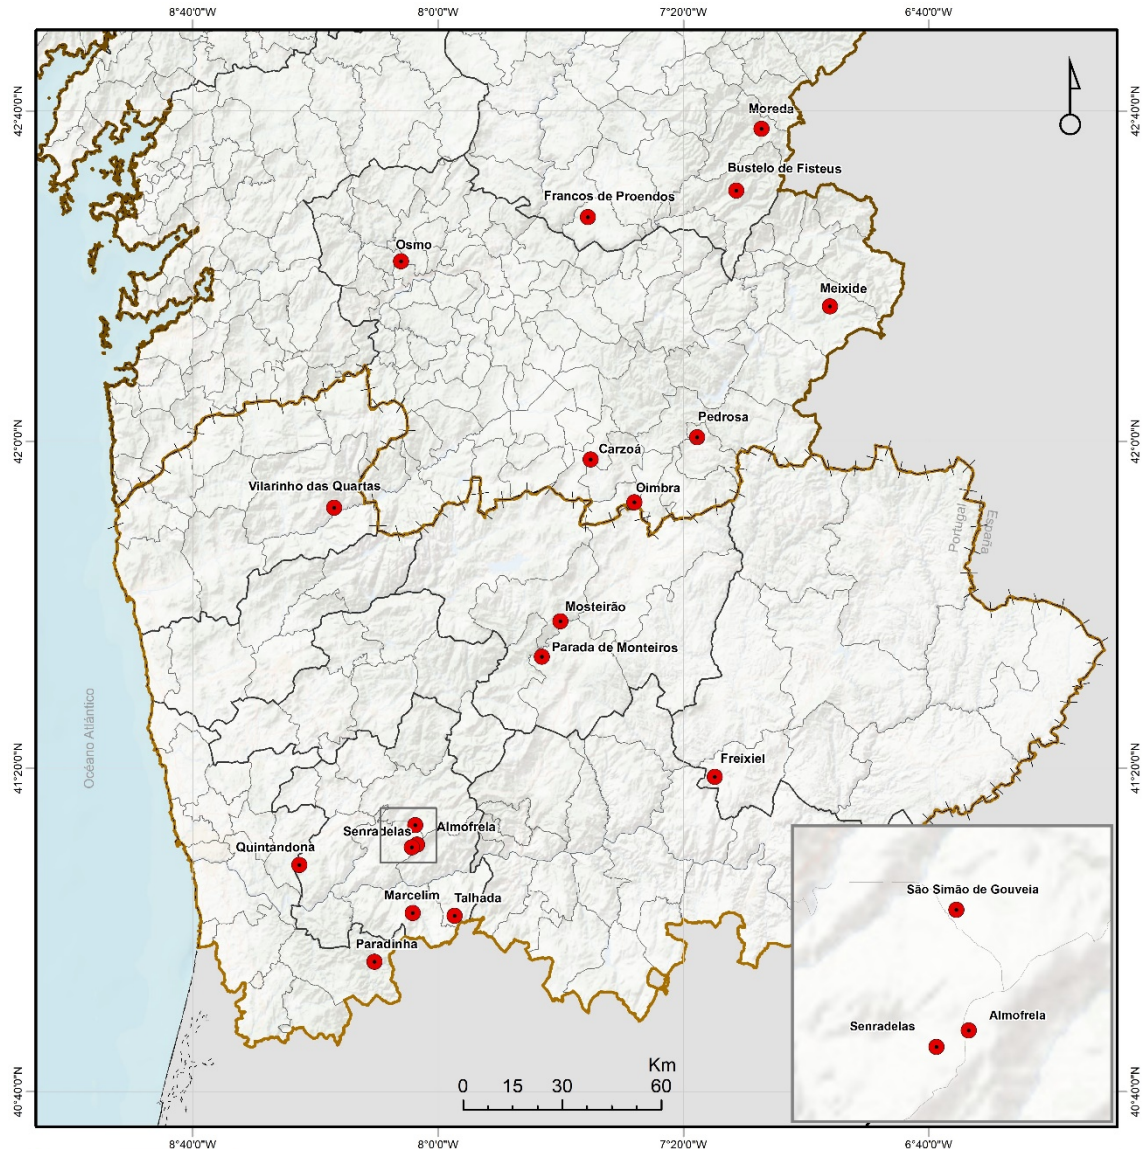 8°40'0"W
8°0'0"W
7°20'0"W
6°40'0"W
42°40'0"N
42°40'0"N
Moreda
Bustelo de Fisteus
Francos de Proendos
Osmo
Meixide
Pedrosa
42°0'0"N
42°0'0"N
Carzoá
Vilarinho das Quartas
Oimbra
Portugal
España
Mosteirão
Parada de Monteiros
Océano Atlántico
Freixiel
41°20'0"N
41°20'0"N
Senradelas
Almofrela
Quintandona
Marcelim
Talhada
Paradinha
São Simão de Gouveia
Almofrela
Senradelas
Km
0 15 30 60
40°40'0"N
40°40'0"N
8°40'0"W
8°0'0"W
7°20'0"W
6°40'0"W